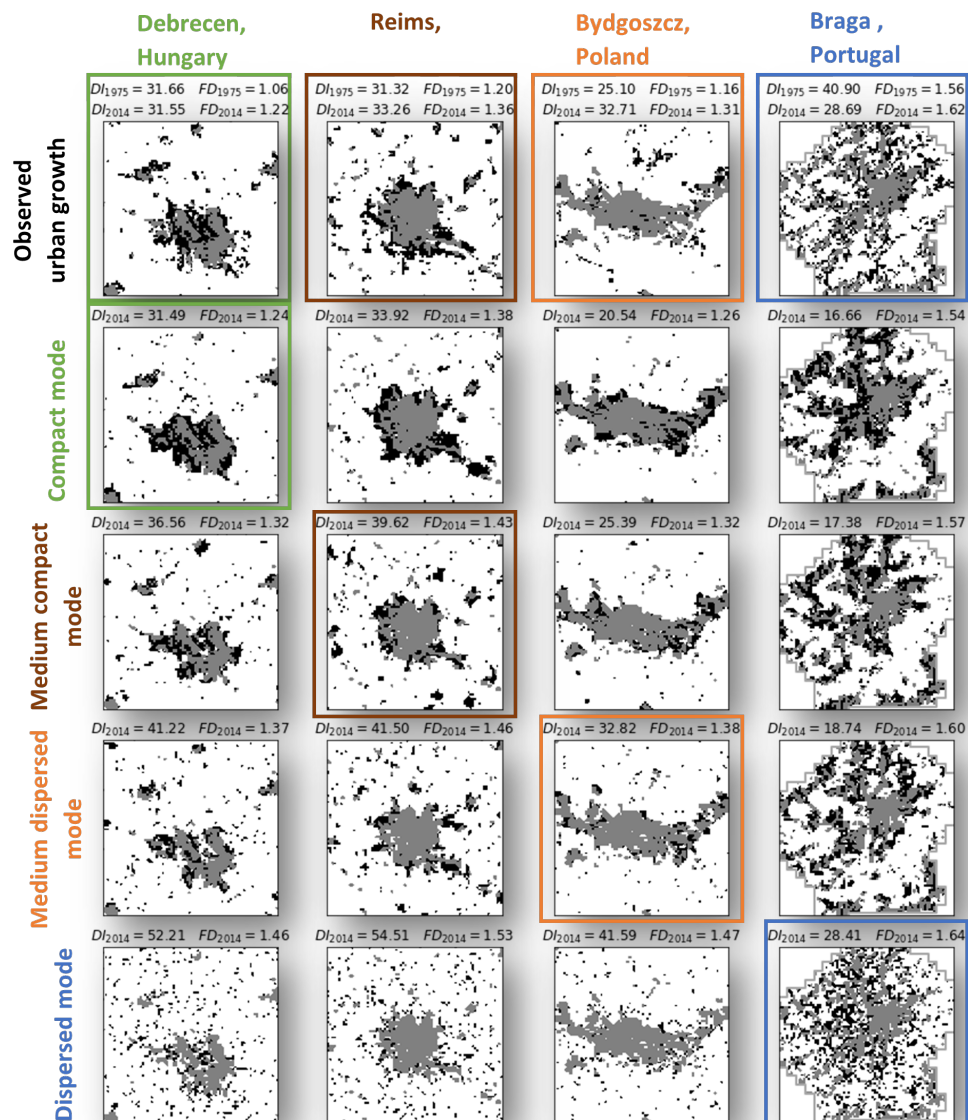 Debrecen,
Hungary
Reims,
Bydgoszcz,
Poland
Braga ,
Portugal
Observed
urban growth
DI1975 = 31.66 FD1975 = 1.06
DI2014 = 31.55 FD2014 = 1.22
DI1975 = 31.32 FD1975 = 1.20
DI2014 = 33.26 FD2014 = 1.36
DI1975 = 25.10 FD1975 = 1.16
DI2014 = 32.71 FD2014 = 1.31
DI1975 = 40.90 FD1975 = 1.56
DI2014 = 28.69 FD2014 = 1.62
Compact mode
DI2014 = 31.49 FD2014 = 1.24
DI2014 = 33.92 FD2014 = 1.38
DI2014 = 20.54 FD2014 = 1.26
DI2014 = 16.66 FD2014 = 1.54
Medium compact
mode
DI2014 = 36.56 FD2014 = 1.32
DI2014 = 39.62 FD2014 = 1.43
DI2014 = 25.39 FD2014 = 1.32
DI2014 = 17.38 FD2014 = 1.57
Medium dispersed
mode
DI2014 = 41.22 FD2014 = 1.37
DI2014 = 41.50 FD2014 = 1.46
DI2014 = 32.82 FD2014 = 1.38
DI2014 = 18.74 FD2014 = 1.60
Dispersed mode
DI2014 = 52.21 FD2014 = 1.46
DI2014 = 54.51 FD2014 = 1.53
DI2014 = 41.59 FD2014 = 1.47
DI2014 = 28.41 FD2014 = 1.64